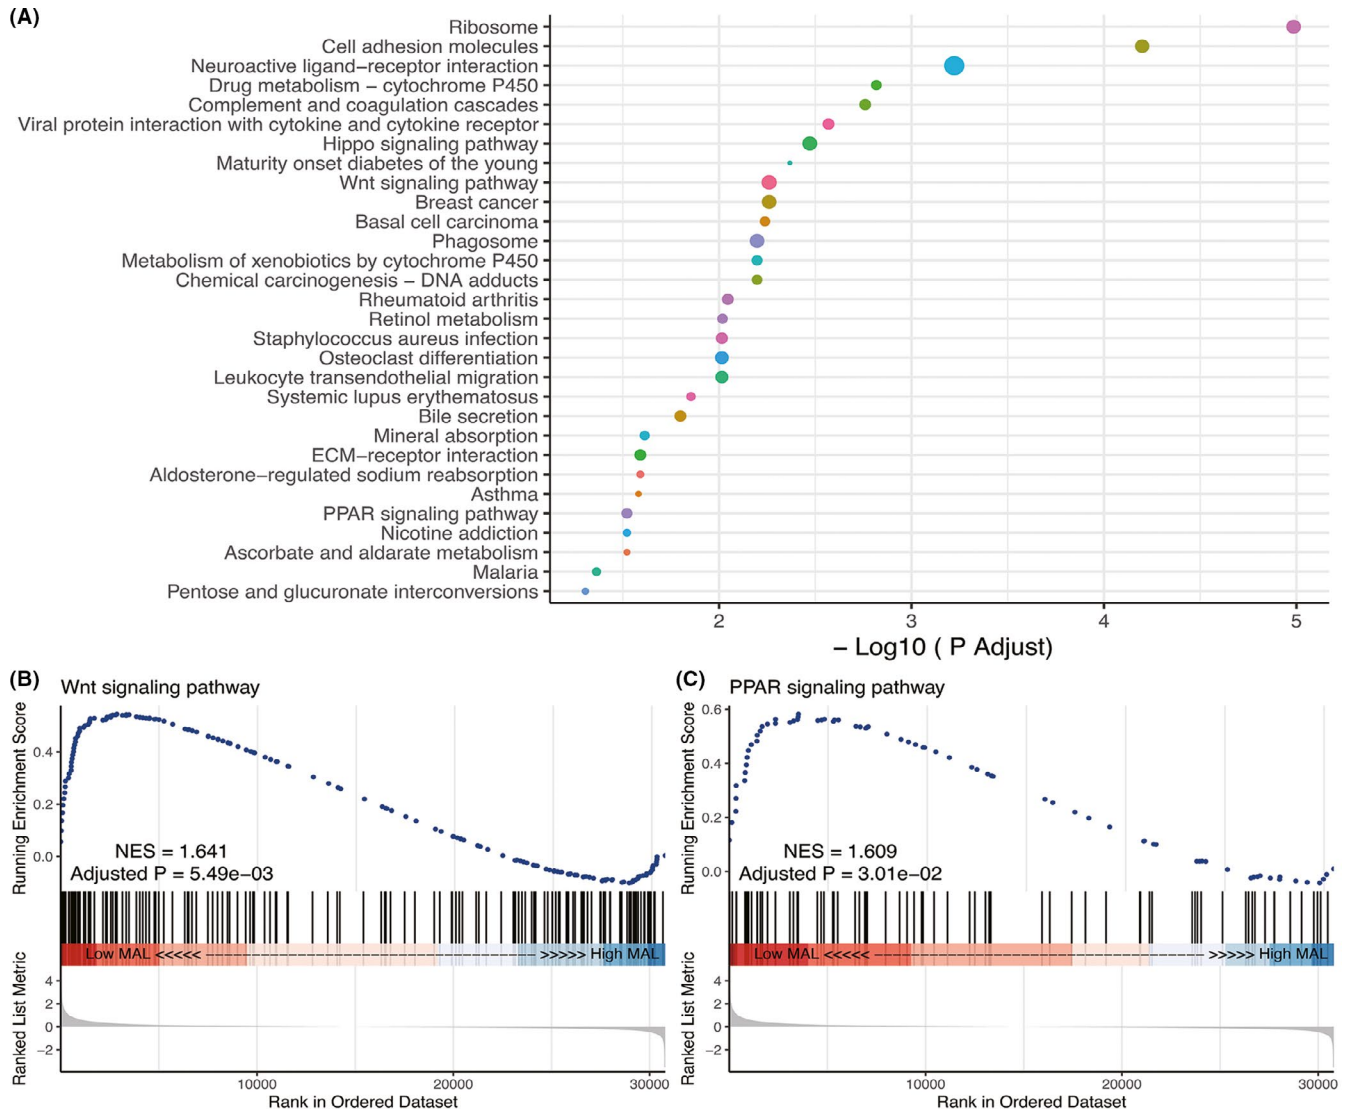 (A)
Ribosome
Cell adhesion molecules
Neuroactive ligand–receptor interaction
Drug metabolism – cytochrome P450
Complement and coagulation cascades
Viral protein interaction with cytokine and cytokine receptor
Hippo signaling pathway
Maturity onset diabetes of the young
Wnt signaling pathway
Breast cancer
Basal cell carcinoma
Phagosome
Metabolism of xenobiotics by cytochrome P450
Chemical carcinogenesis – DNA adducts
Rheumatoid arthritis
Retinol metabolism
Staphylococcus aureus infection
Osteoclast differentiation
Leukocyte transendothelial migration
Systemic lupus erythematosus
Bile secretion
Mineral absorption
ECM–receptor interaction
Aldosterone–regulated sodium reabsorption
Asthma
PPAR signaling pathway
Nicotine addiction
Ascorbate and aldarate metabolism
Malaria
Pentose and glucuronate interconversions
2 3 4 5
– Log10 ( P Adjust)
(B)
Wnt signaling pathway
Running Enrichment Score
0.4
0.2
0.0
NES = 1.641
Adjusted P = 5.49e–03
Low MAL <<<<< ------------------------------ >>>>> High MAL
Ranked List Metric
4
2
0
–2
10000 20000 30000
Rank in Ordered Dataset
(C)
PPAR signaling pathway
Running Enrichment Score
0.6
0.4
0.2
0.0
NES = 1.609
Adjusted P = 3.01e–02
Low MAL <<<<< ------------------------------ >>>>> High MAL
Ranked List Metric
4
2
0
–2
10000 20000 30000
Rank in Ordered Dataset